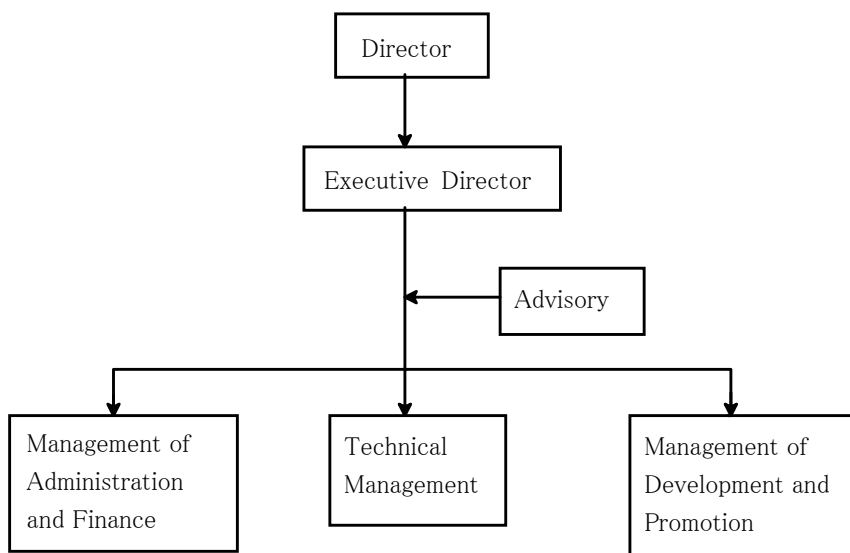 Director
Executive Director
Advisory
Management of
Administration
and Finance
Technical
Management
Management of
Development and
Promotion